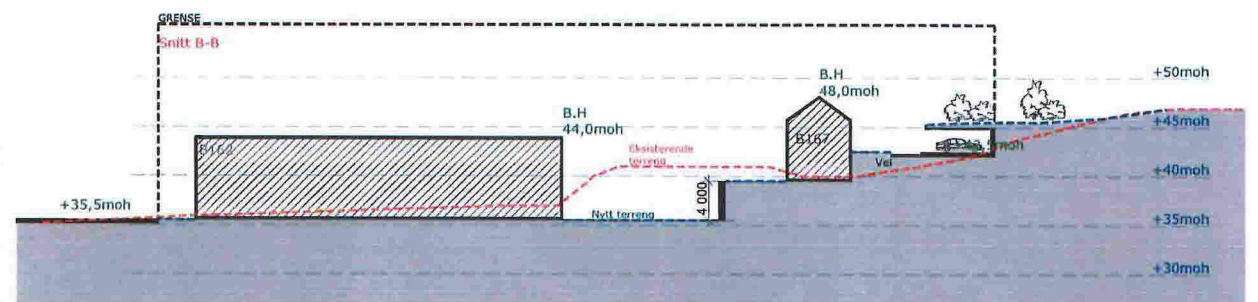 GRENSE
Snitt B-B
+50moh
B.H
48,0moh
B.H
44,0moh
+45moh
B162
Eksisterende
terreng
B167
Vei
+40moh
4 000
+35,5moh
Nytt terreng
+35moh
+30moh